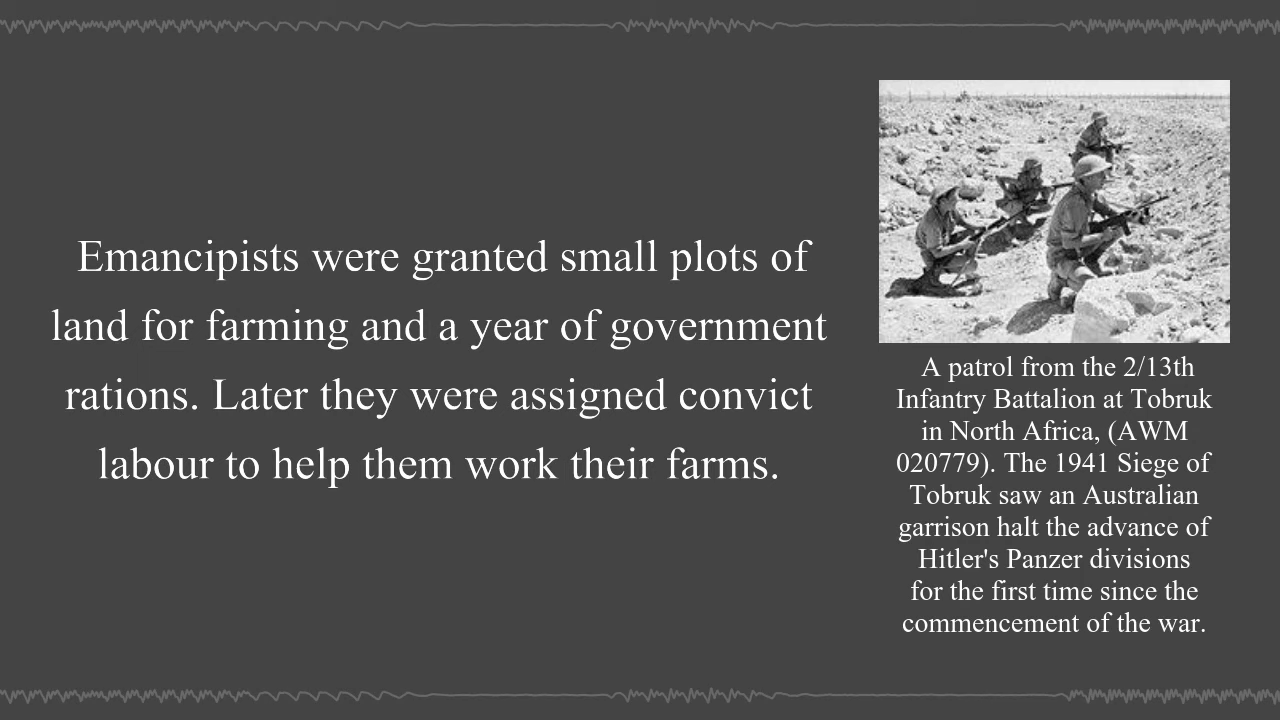 Emancipists were granted small plots of
land for farming and a year of government
rations. Later they were assigned convict
labour to help them work their farms.
A patrol from the 2/13th
Infantry Battalion at Tobruk
in North Africa, (AWM
020779). The 1941 Siege of
Tobruk saw an Australian
garrison halt the advance of
Hitler's Panzer divisions
for the first time since the
commencement of the war.